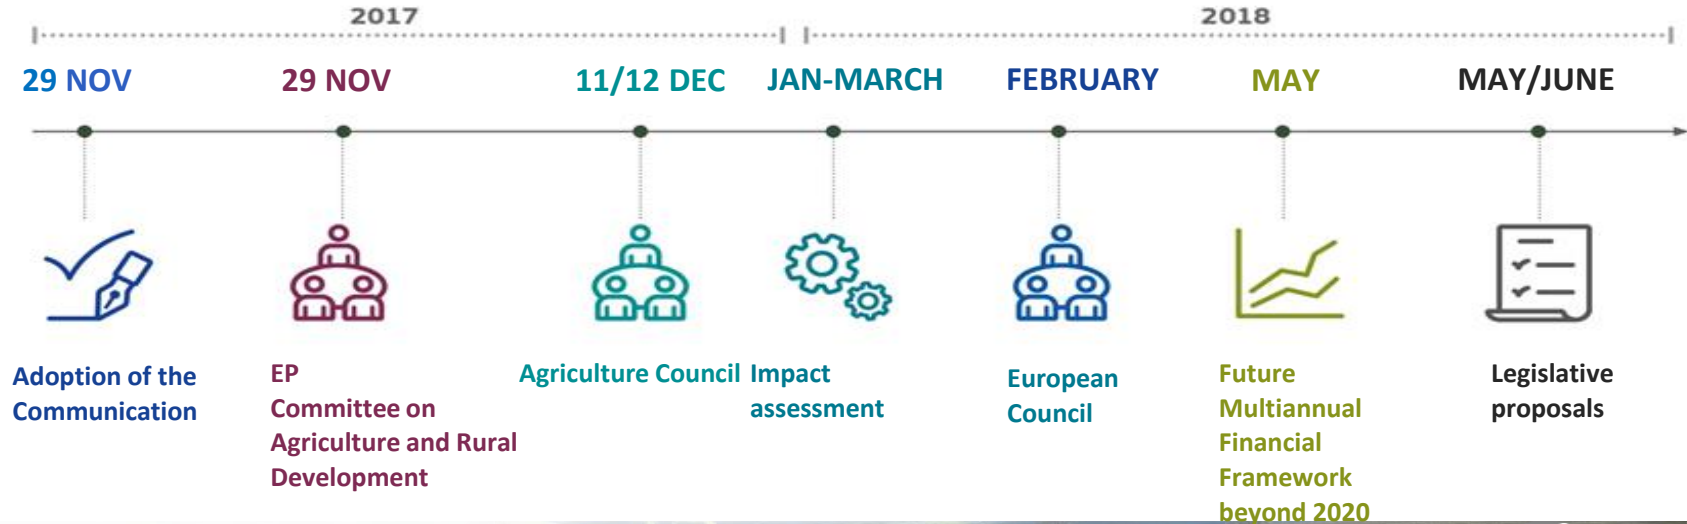 2017
2018
29 NOV
29 NOV
11/12 DEC
JAN-MARCH
FEBRUARY
MAY
MAY/JUNE
Adoption of the
Communication
EP
Committee on
Agriculture and Rural
Development
Agriculture Council
Impact
assessment
European
Council
Future
Multiannual
Financial
Framework
beyond 2020
Legislative
proposals